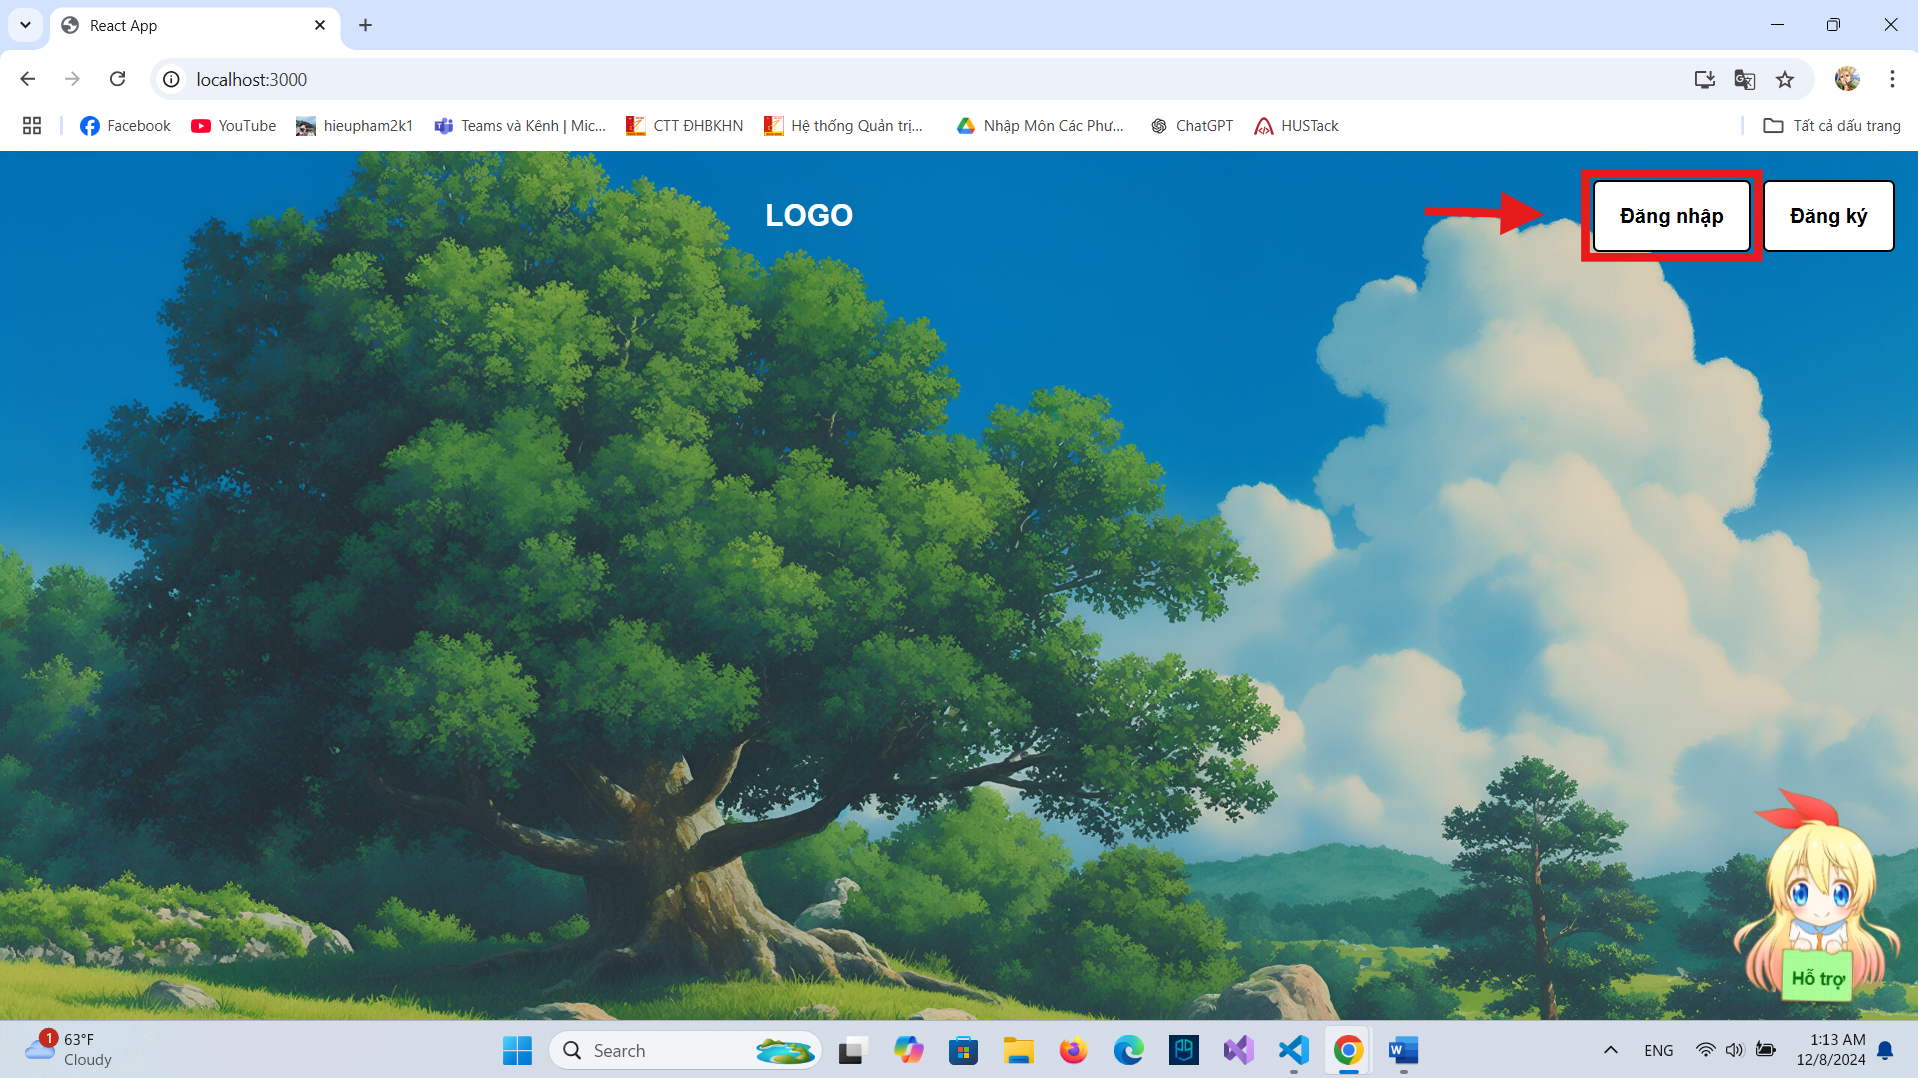 React App
localhost:3000
Facebook
YouTube
hieupham2k1
Teams và Kênh | Mic...
CTT ĐHBKHN
Hệ thống Quản trị...
Nhập Môn Các Phư...
ChatGPT
HUSTack
Tất cả dấu trang
LOGO
Đăng nhập
Đăng ký
Hỗ trợ
1
63°F
Cloudy
Search
ENG
1:13 AM
12/8/2024